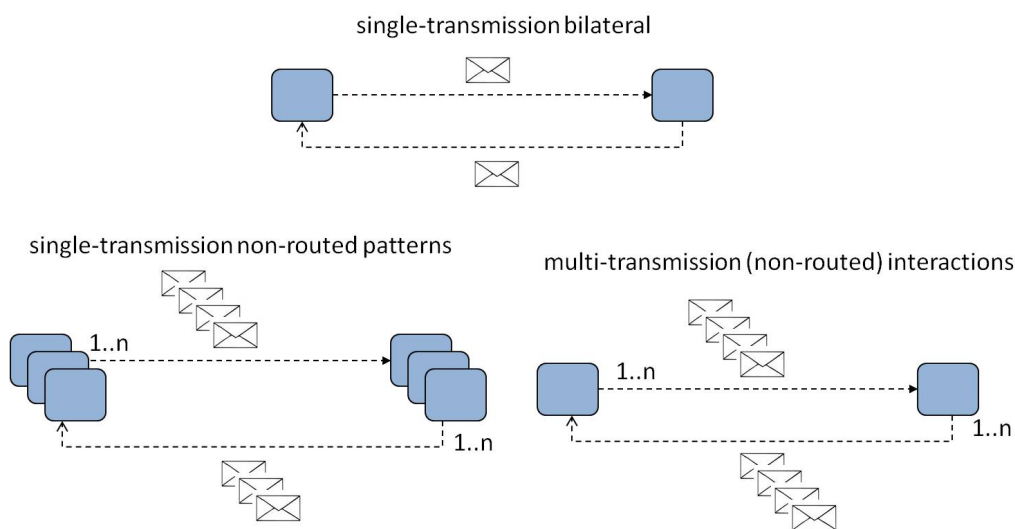 single-transmission bilateral
single-transmission non-routed patterns
multi-transmission (non-routed) interactions
1..n
1..n
1..n
1..n